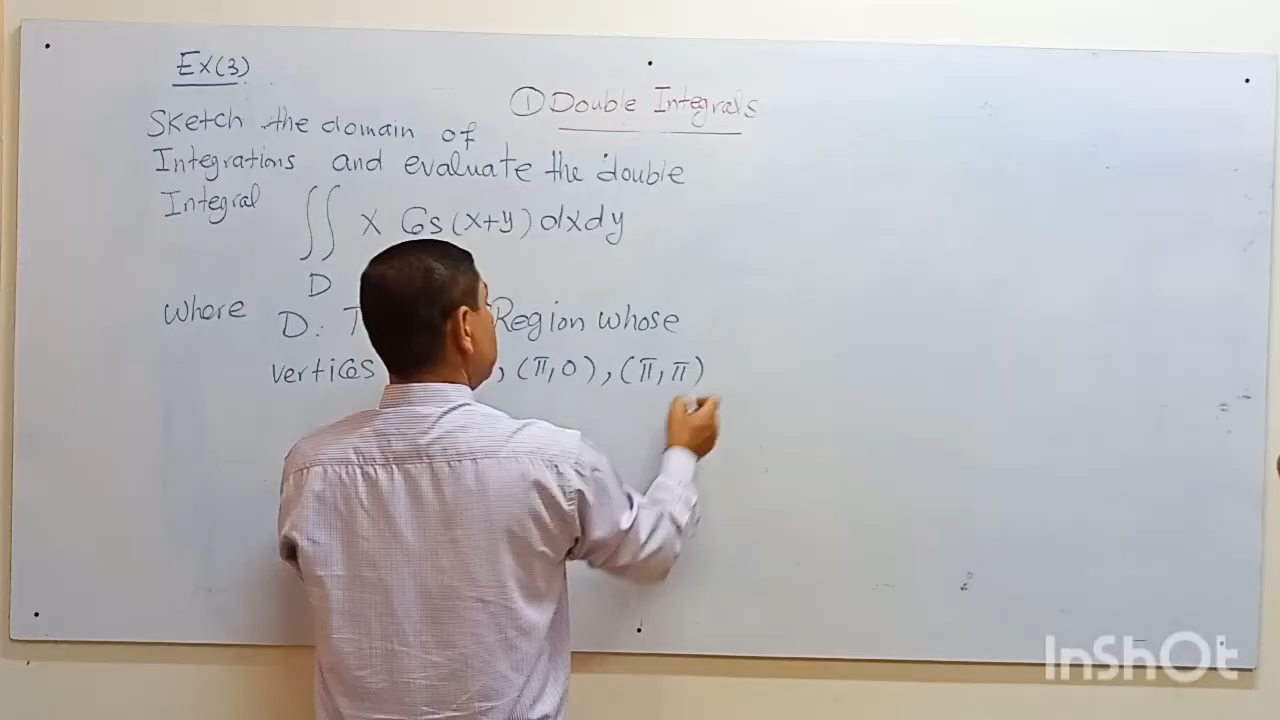 Ex(3)
① Double Integrals
Sketch the domain of
Integrations and evaluate the double
Integral ∬ x Cos(x+y) dxdy
D
where D: Region whose
vertices , (π,0), (π,π)
InShOt